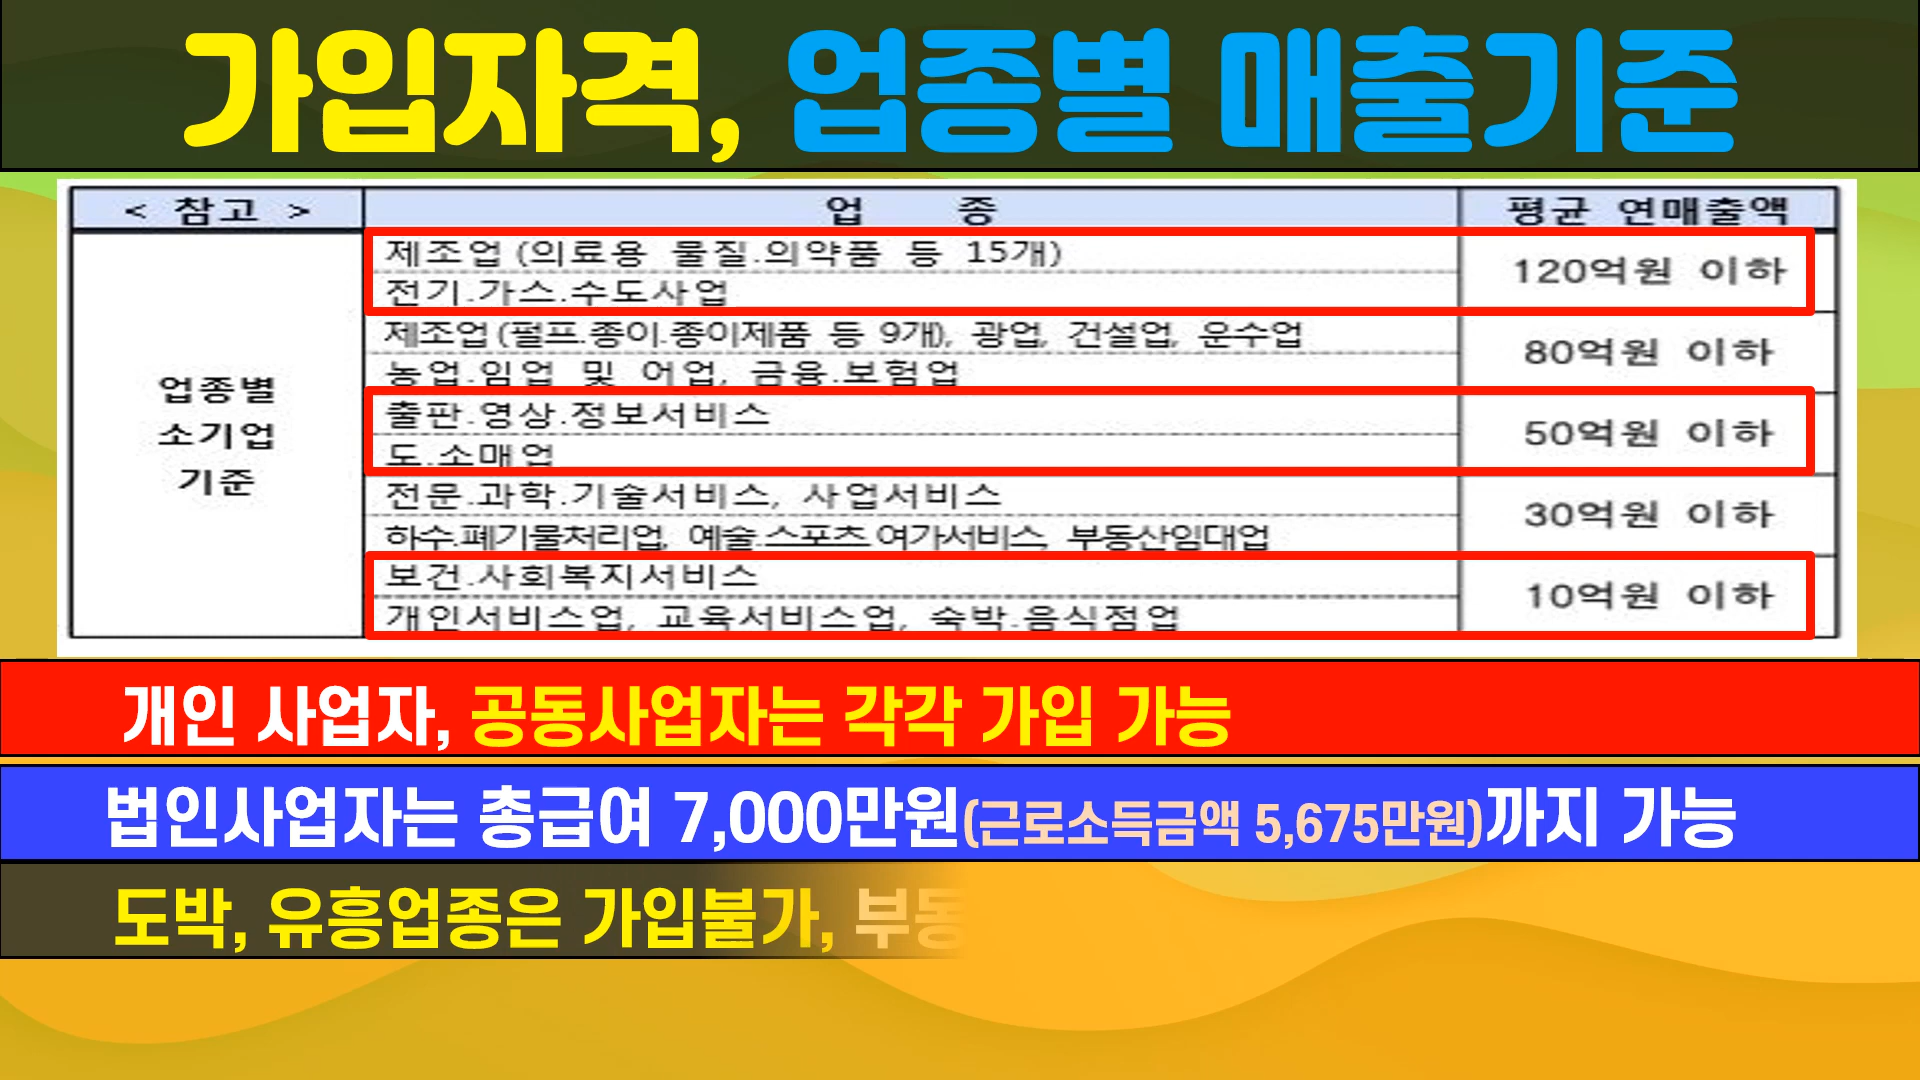 가입자격, 업종별 매출기준
< 참고 > 업 종 평균 연매출액
업종별
소기업
기준
제조업 (의료용 물질.의약품 등 15개)
전기.가스.수도사업
120억원 이하
제조업 (펄프.종이.종이제품 등 9개), 광업, 건설업, 운수업
농업.임업 및 어업, 금융.보험업
80억원 이하
출판.영상.정보서비스
도.소매업
50억원 이하
전문.과학.기술서비스, 사업서비스
하수.폐기물처리업, 예술.스포츠 여가서비스, 부동산임대업
30억원 이하
보건.사회복지서비스
개인서비스업, 교육서비스업, 숙박.음식점업
10억원 이하
개인 사업자, 공동사업자는 각각 가입 가능
법인사업자는 총급여 7,000만원(근로소득금액 5,675만원)까지 가능
도박, 유흥업종은 가입불가, 부동